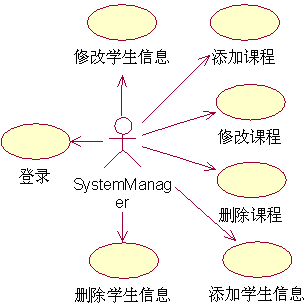 修改学生信息
添加课程
修改课程
登录
SystemManag
er
删除课程
删除学生信息
添加学生信息